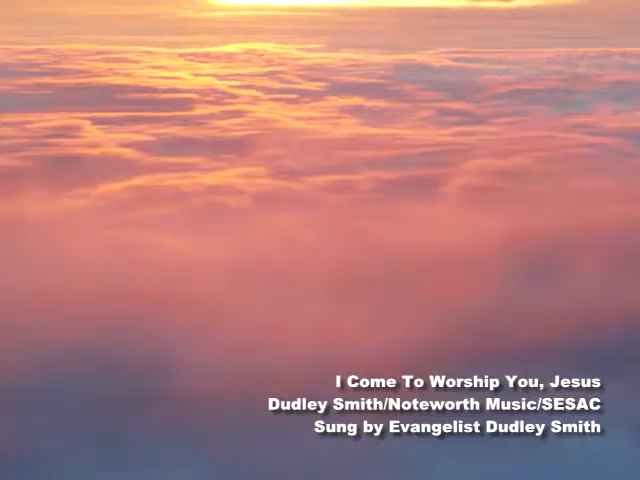 I Come To Worship You, Jesus
Dudley Smith/Noteworth Music/SESAC
Sung by Evangelist Dudley Smith